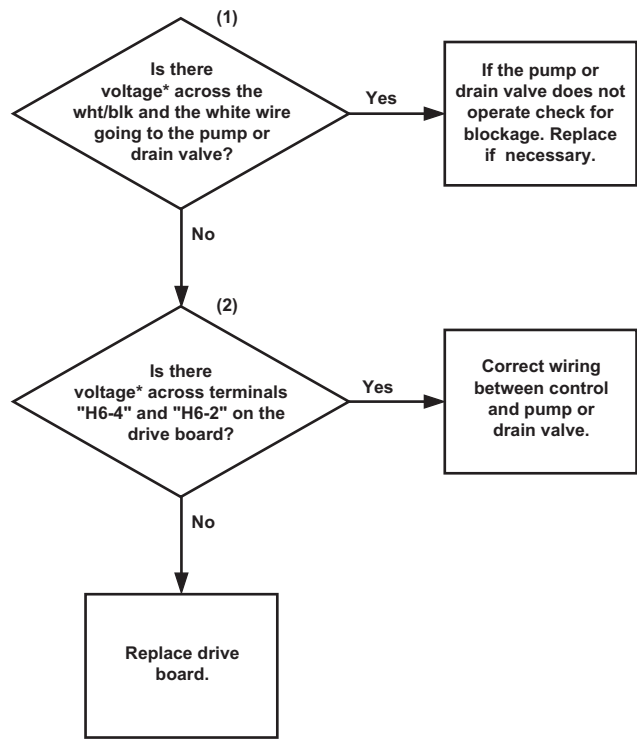 (1)
Is there
voltage* across the
wht/blk and the white wire
going to the pump or
drain valve?
Yes
If the pump or
drain valve does not
operate check for
blockage. Replace
if necessary.
No
(2)
Is there
voltage* across terminals
"H6-4" and "H6-2" on the
drive board?
Yes
Correct wiring
between control
and pump or
drain valve.
No
Replace drive
board.